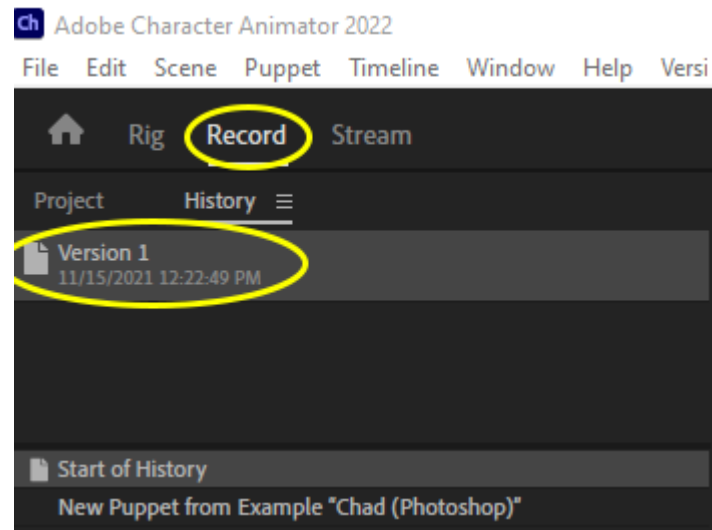 Ch Adobe Character Animator 2022
File Edit Scene Puppet Timeline Window Help Versi
Rig Record Stream
Project History
Version 1
11/15/2021 12:22:49 PM
Start of History
New Puppet from Example "Chad (Photoshop)"